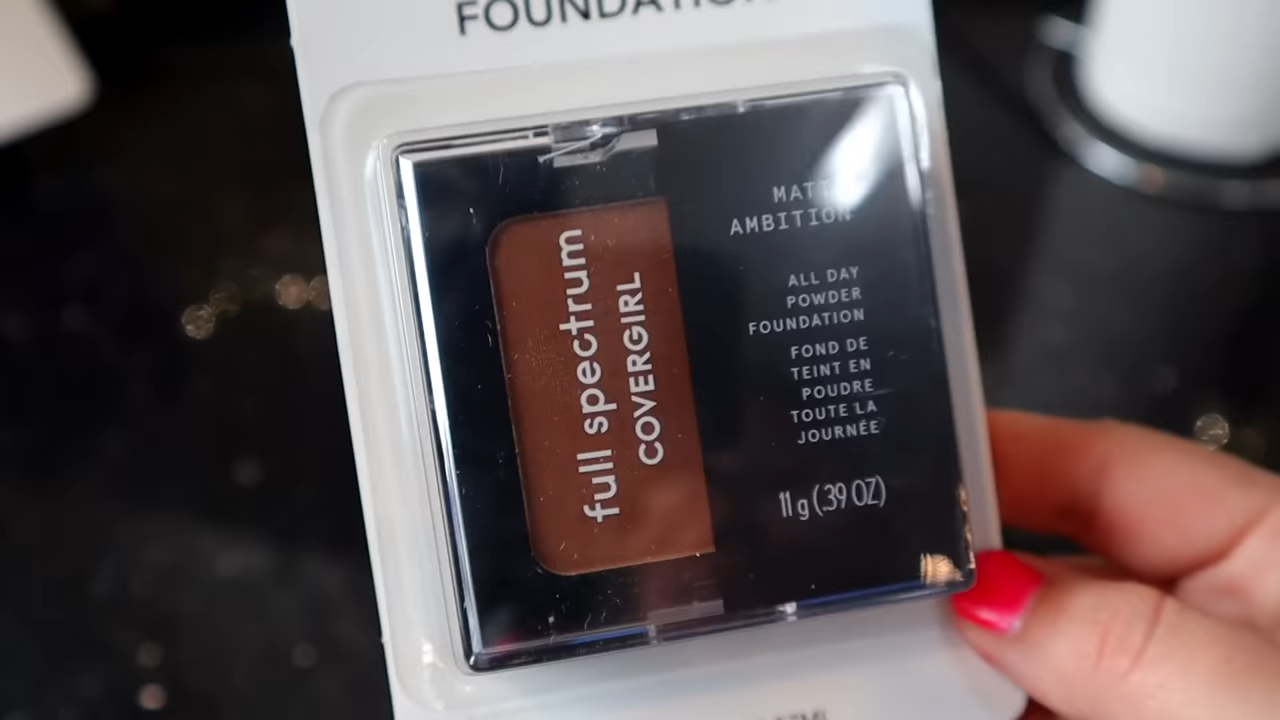 FOUNDATION
full spectrum
COVERGIRL
MATTE
AMBITION
ALL DAY
POWDER
FOUNDATION
FOND DE
TEINT EN
POUDRE
TOUTE LA
JOURNÉE
11 g (.39 OZ)